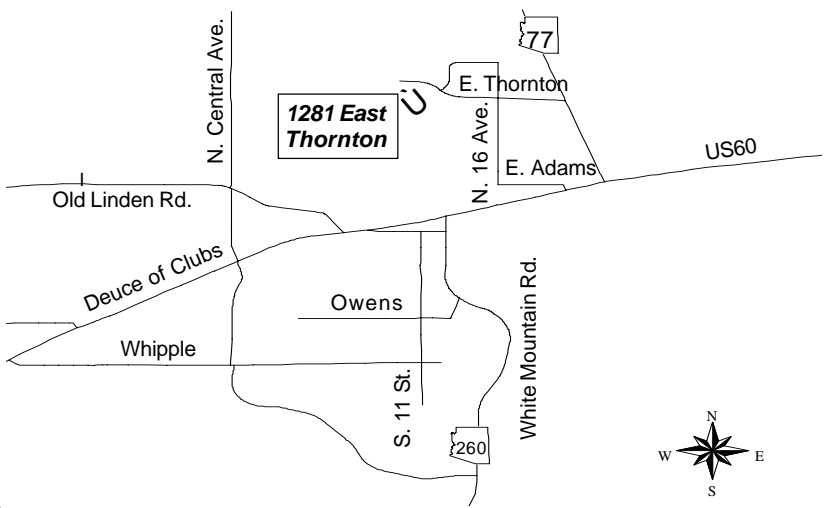 N. Central Ave.
77
E. Thornton
1281 East
Thornton
N. 16 Ave.
E. Adams
US60
Old Linden Rd.
Deuce of Clubs
Owens
Whipple
S. 11 St.
White Mountain Rd.
260
N
W
E
S